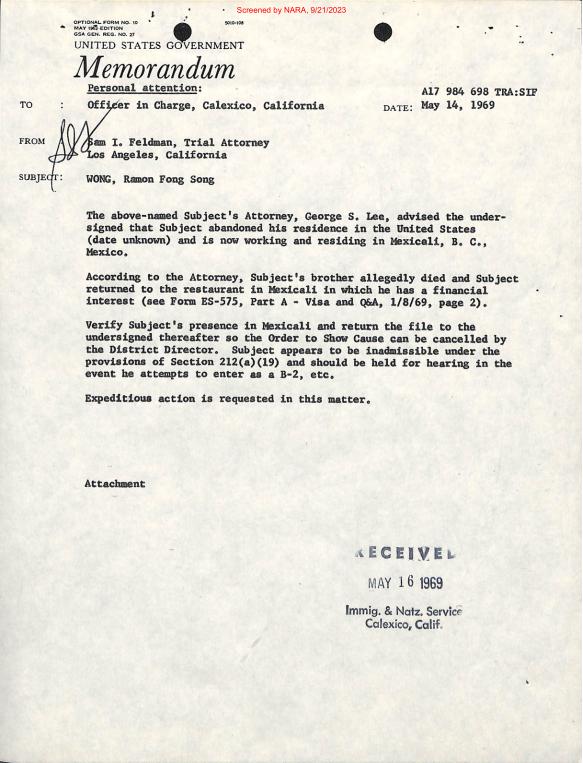 Screened by NARA, 9/21/2023
OPTIONAL FORM NO. 10
MAY 1962 EDITION
GSA GEN. REG. NO. 27
5010-108
UNITED STATES GOVERNMENT
Memorandum
Personal attention:
A17 984 698 TRA:SIF
TO : Officer in Charge, Calexico, California
DATE: May 14, 1969
FROM Sam I. Feldman, Trial Attorney
Los Angeles, California
SUBJECT: WONG, Ramon Fong Song
The above-named Subject's Attorney, George S. Lee, advised the under-
signed that Subject abandoned his residence in the United States
(date unknown) and is now working and residing in Mexicali, B. C.,
Mexico.
According to the Attorney, Subject's brother allegedly died and Subject
returned to the restaurant in Mexicali in which he has a financial
interest (see Form ES-575, Part A - Visa and Q&A, 1/8/69, page 2).
Verify Subject's presence in Mexicali and return the file to the
undersigned thereafter so the Order to Show Cause can be cancelled by
the District Director. Subject appears to be inadmissible under the
provisions of Section 212(a)(19) and should be held for hearing in the
event he attempts to enter as a B-2, etc.
Expeditious action is requested in this matter.
Attachment
RECEIVED
MAY 16 1969
Immig. & Natz. Service
Calexico, Calif.